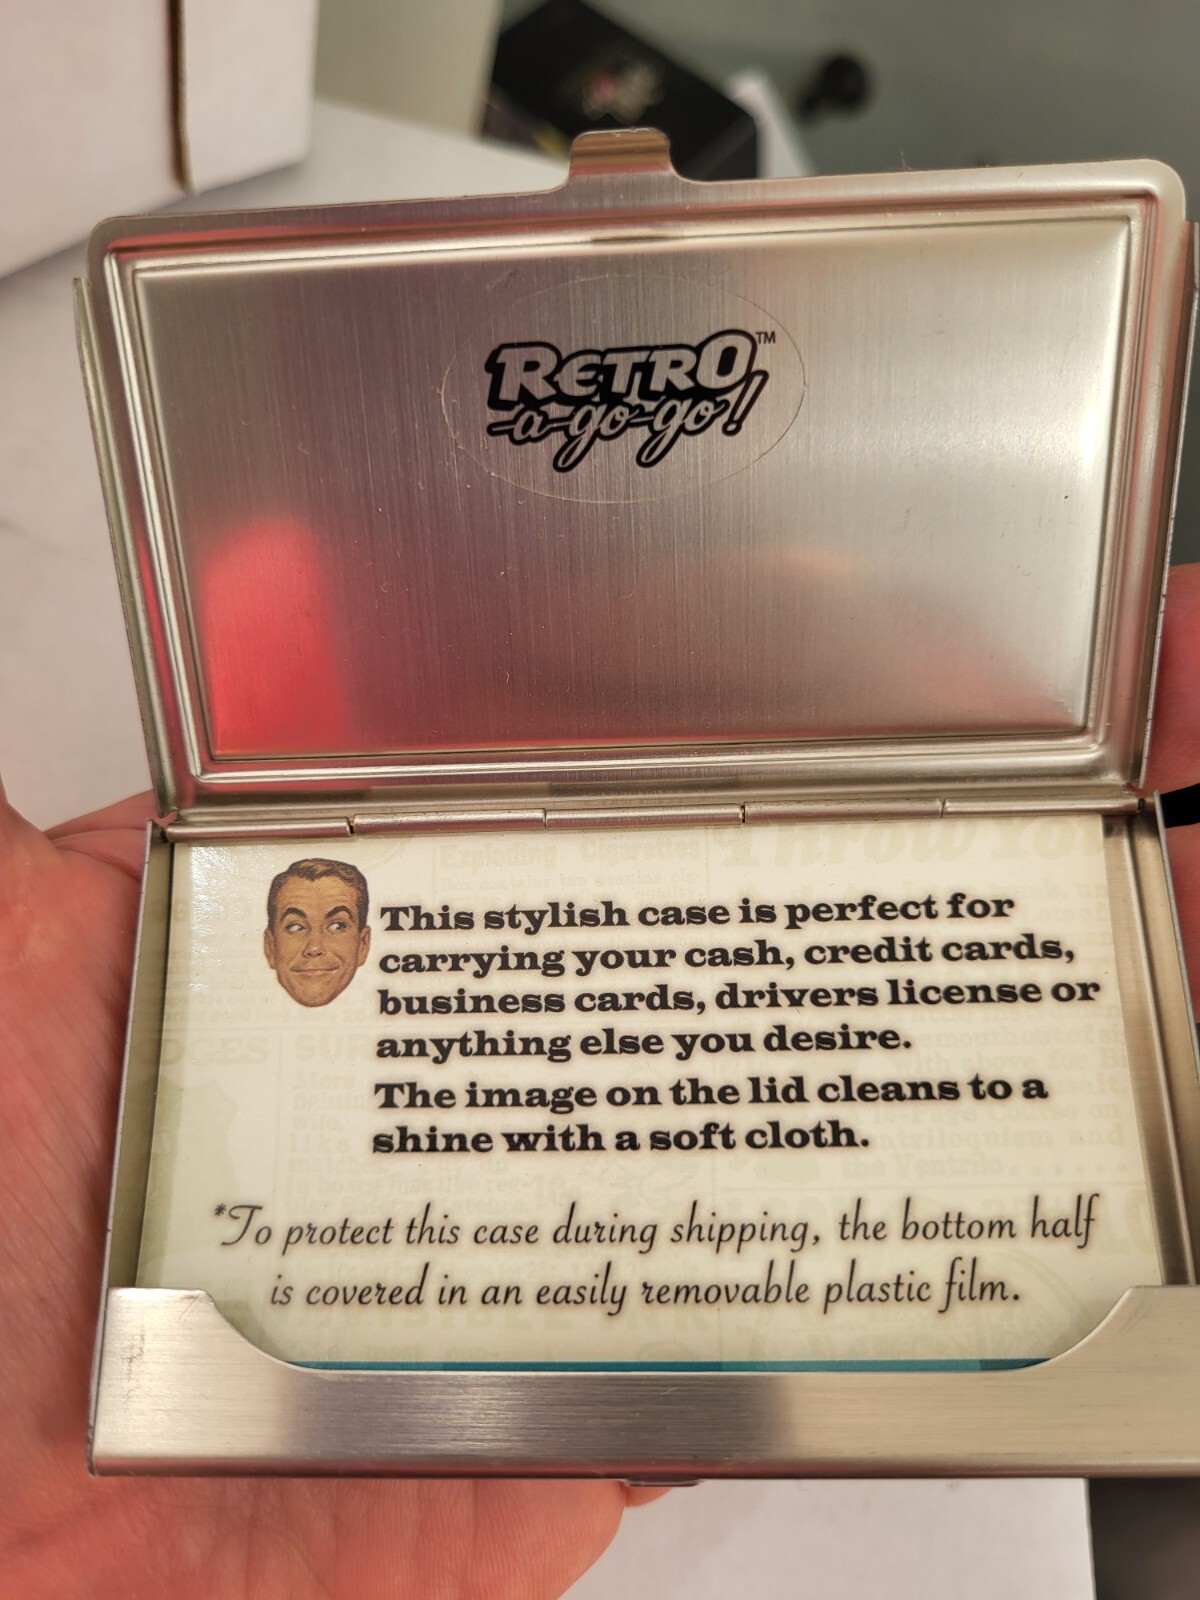 RETRO™
-a-go-go!
This stylish case is perfect for
carrying your cash, credit cards,
business cards, drivers license or
anything else you desire.
The image on the lid cleans to a
shine with a soft cloth.
*To protect this case during shipping, the bottom half
is covered in an easily removable plastic film.